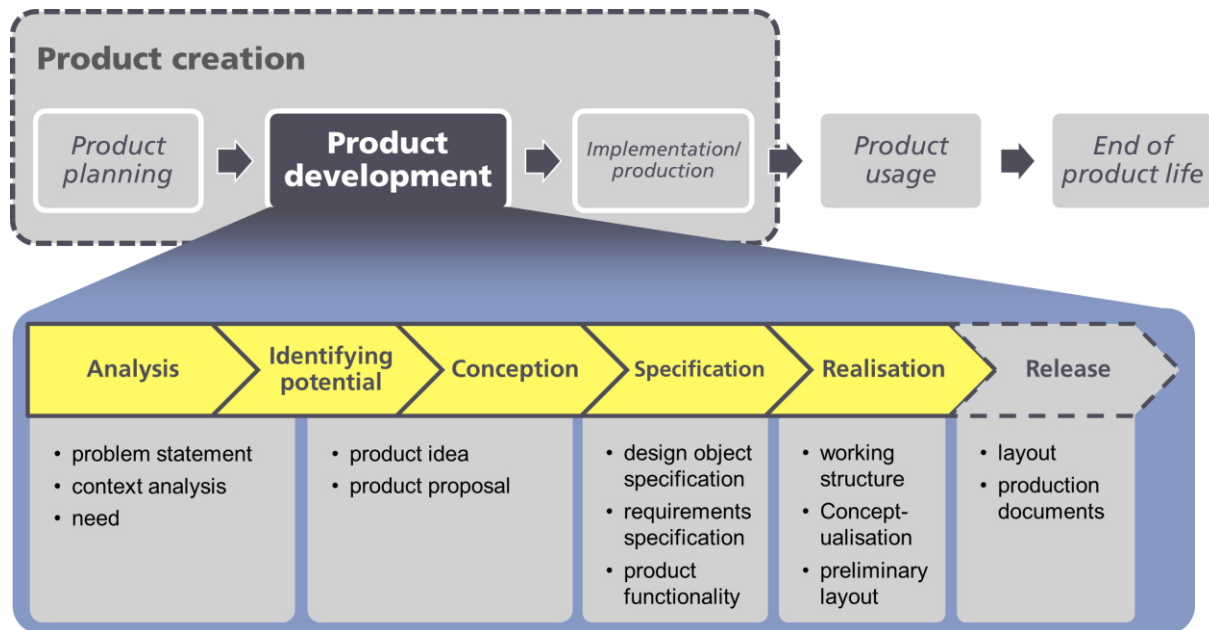 Product creation
Product
planning
Product
development
Implementation/
production
Product
usage
End of
product life
Analysis
Identifying
potential
Conception
Specification
Realisation
Release
• problem statement
• context analysis
• need
• product idea
• product proposal
• design object
specification
• requirements
specification
• product
functionality
• working
structure
• Concept-
ualisation
• preliminary
layout
• layout
• production
documents